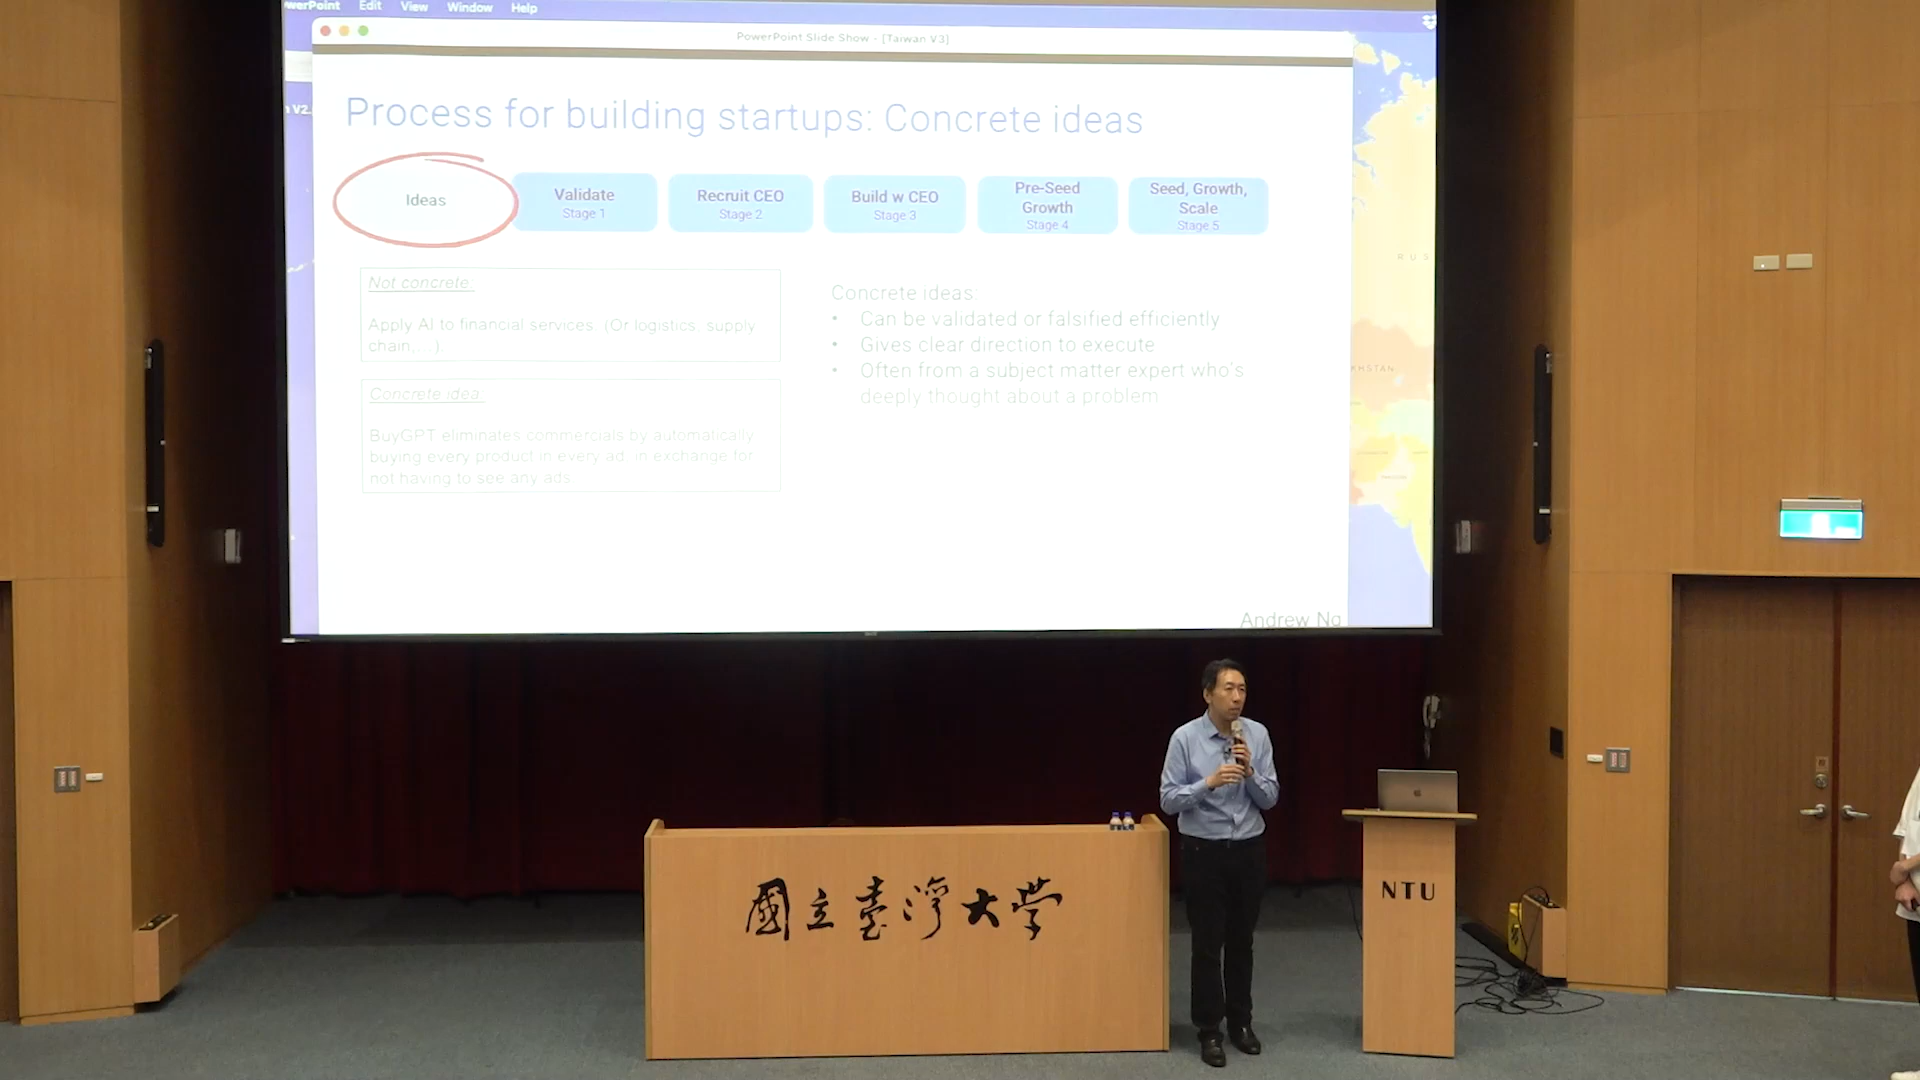 PowerPoint Edit View Window Help
PowerPoint Slide Show - [Taiwan V3]
V2.
Process for building startups: Concrete ideas
Ideas
Validate
Stage 1
Recruit CEO
Stage 2
Build w CEO
Stage 3
Pre-Seed
Growth
Stage 4
Seed, Growth,
Scale
Stage 5
Not concrete:
Apply AI to financial services. (Or logistics, supply
chain,...).
Concrete idea:
BuyGPT eliminates commercials by automatically
buying every product in every ad, in exchange for
not having to see any ads.
Concrete ideas:
• Can be validated or falsified efficiently
• Gives clear direction to execute
• Often from a subject matter expert who's
deeply thought about a problem
Andrew Ng
RUS
KHSTAN
國立臺灣大學
NTU